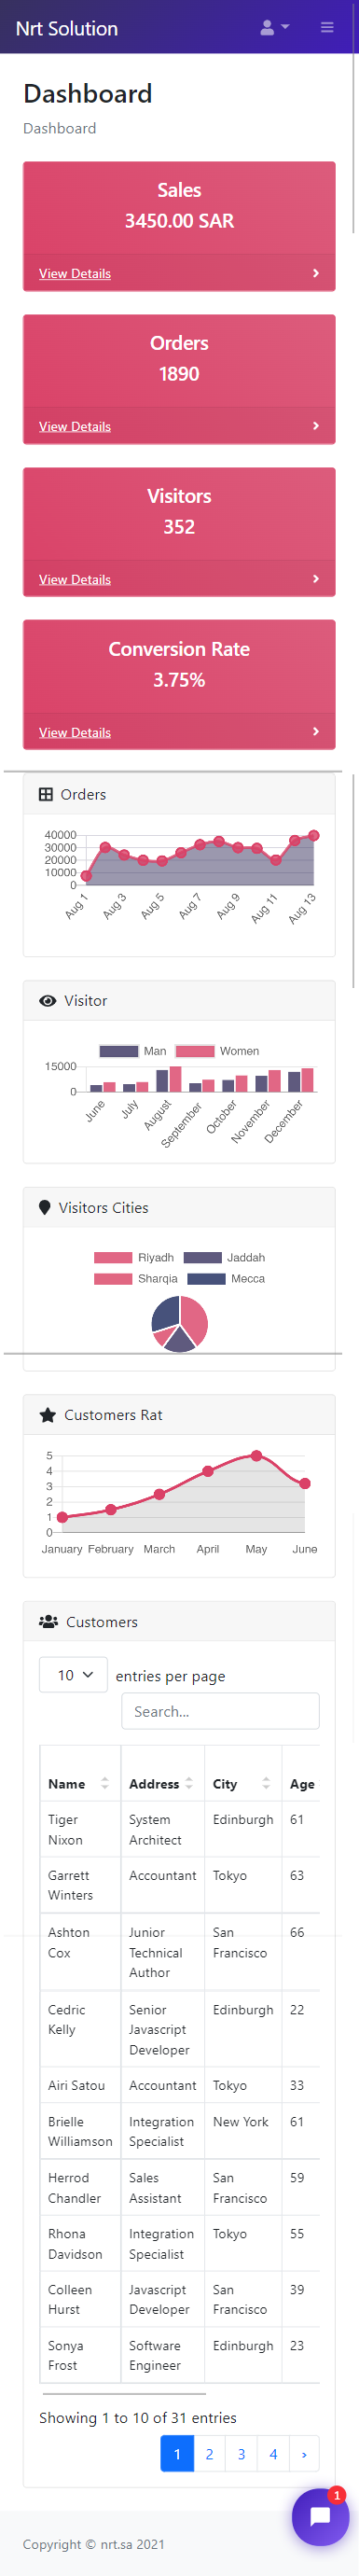 Nrt Solution
Dashboard
Dashboard
Sales
3450.00 SAR
View Details
Orders
1890
View Details
Visitors
352
View Details
Conversion Rate
3.75%
View Details
Orders
40000
30000
20000
10000
0
Aug 1 Aug 3 Aug 5 Aug 7 Aug 9 Aug 11 Aug 13
Visitor
Man Women
15000
0
June July August September October November December
Visitors Cities
Riyadh Jaddah
Sharqia Mecca
Customers Rat
5
4
3
2
1
0
January February March April May June
Customers
10 entries per page
Search...
Name Address City Age
Tiger Nixon System Architect Edinburgh 61
Garrett Winters Accountant Tokyo 63
Ashton Cox Junior Technical Author San Francisco 66
Cedric Kelly Senior Javascript Developer Edinburgh 22
Airi Satou Accountant Tokyo 33
Brielle Williamson Integration Specialist New York 61
Herrod Chandler Sales Assistant San Francisco 59
Rhona Davidson Integration Specialist Tokyo 55
Colleen Hurst Javascript Developer San Francisco 39
Sonya Frost Software Engineer Edinburgh 23
Showing 1 to 10 of 31 entries
1 2 3 4 ›
1
Copyright © nrt.sa 2021